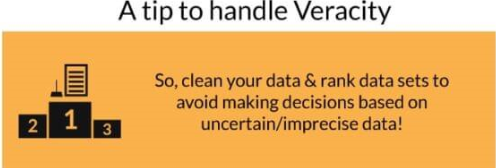 A tip to handle Veracity
So, clean your data & rank data sets to
avoid making decisions based on
uncertain/imprecise data!
2 1 3